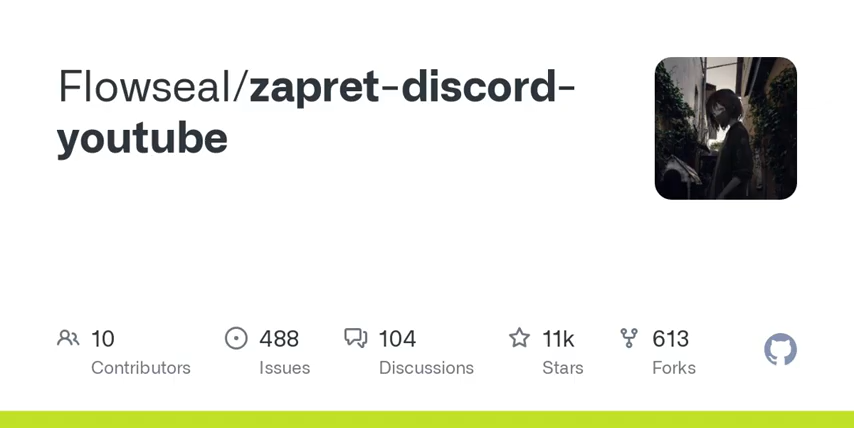 Flowseal/zapret-discord-
youtube
10 488 104 11k 613
Contributors Issues Discussions Stars Forks